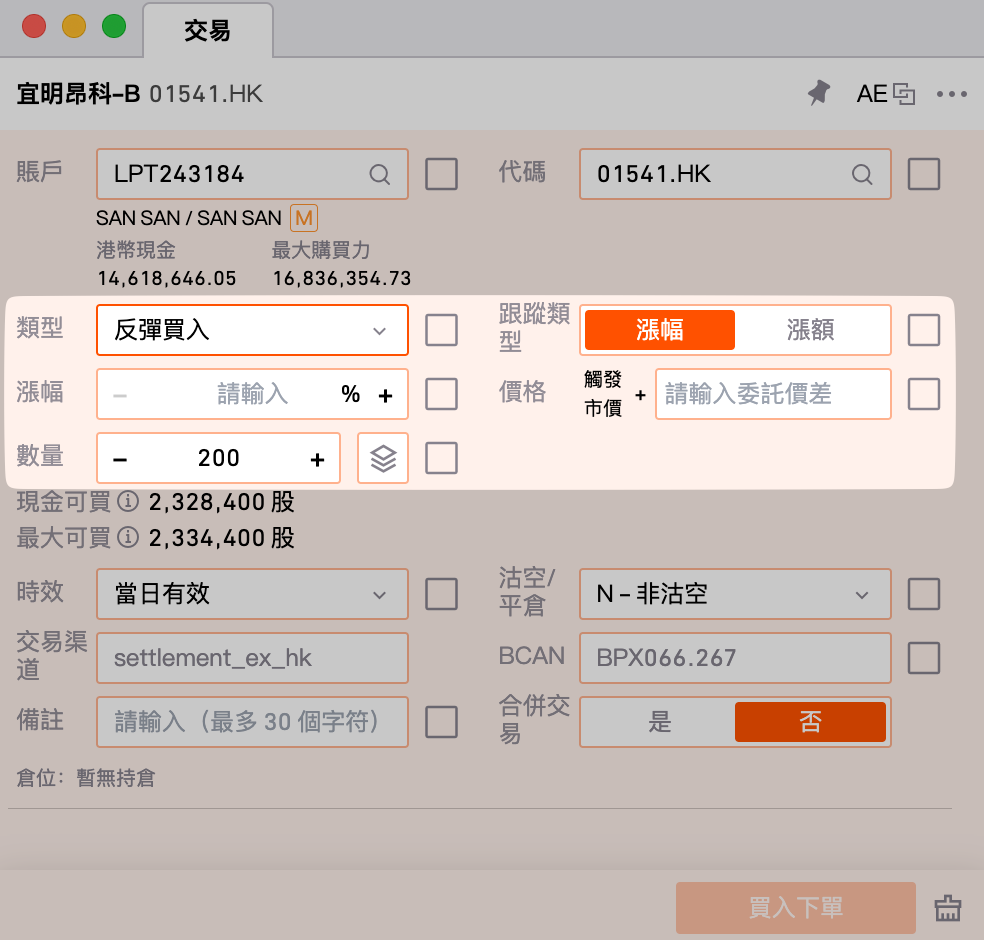 交易
宜明昂科–B 01541.HK AE
賬戶 LPT243184 代碼 01541.HK
SAN SAN / SAN SAN M
港幣現金 最大購買力
14,618,646.05 16,836,354.73
類型 反彈買入 跟蹤類型 漲幅 漲額
漲幅 – 請輸入 % + 價格 觸發市價 + 請輸入委託價差
數量 – 200 +
現金可買 2,328,400 股
最大可買 2,334,400 股
時效 當日有效 沽空/平倉 N – 非沽空
交易渠道 settlement_ex_hk BCAN BPX066.267
備註 請輸入（最多 30 個字符） 合併交易 是 否
倉位：暫無持倉
買入下單